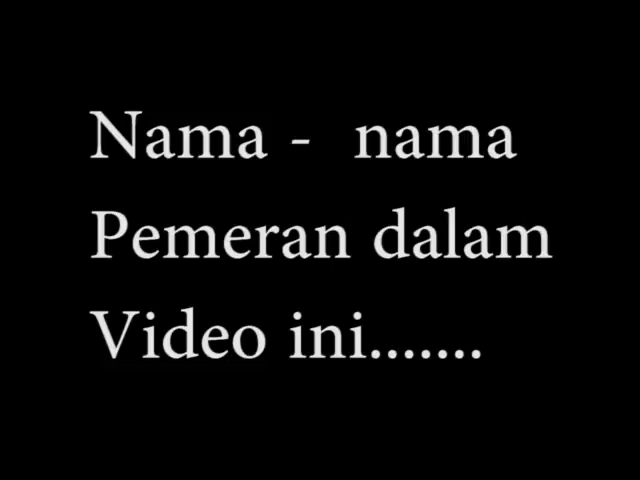 Nama -  nama
Pemeran dalam
Video ini.......